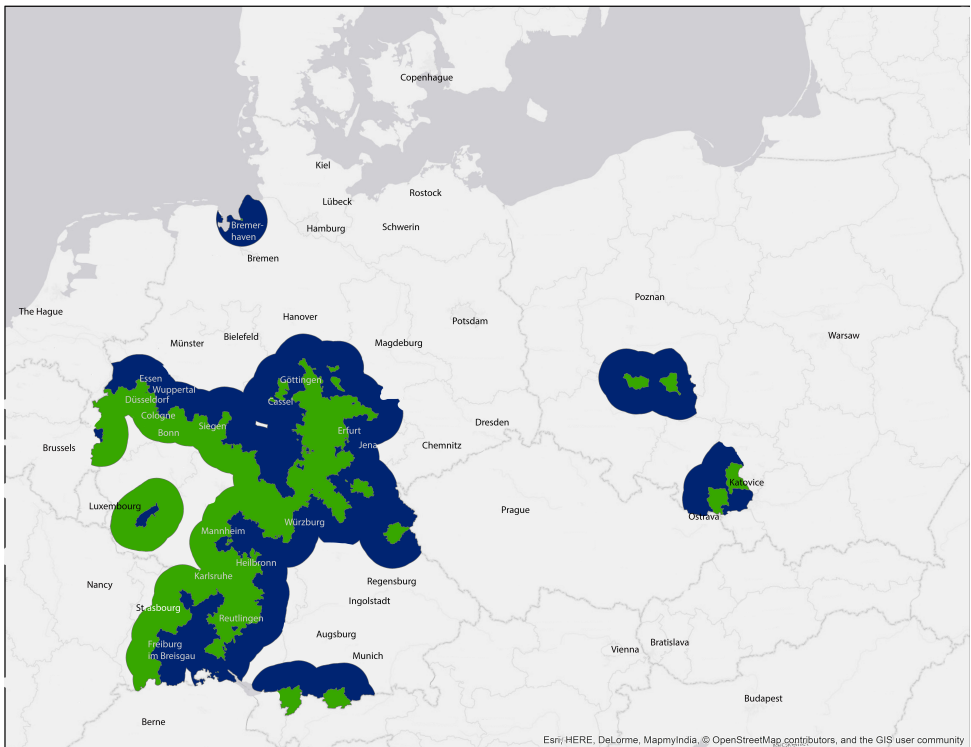 Copenhague
Kiel
Rostock
Lübeck
Hamburg
Schwerin
Bremer-
haven
Bremen
Poznan
The Hague
Hanover
Potsdam
Warsaw
Bielefeld
Münster
Magdeburg
Essen
Göttingen
Wuppertal
Düsseldorf
Cassel
Cologne
Dresden
Siegen
Erfurt
Bonn
Jena
Chemnitz
Brussels
Katovice
Luxembourg
Prague
Ostrava
Würzburg
Mannheim
Heilbronn
Karlsruhe
Regensburg
Nancy
Ingolstadt
Strasbourg
Reutlingen
Augsburg
Freiburg
im Breisgau
Munich
Vienna
Bratislava
Budapest
Berne
Esri, HERE, DeLorme, MapmyIndia, © OpenStreetMap contributors, and the GIS user community